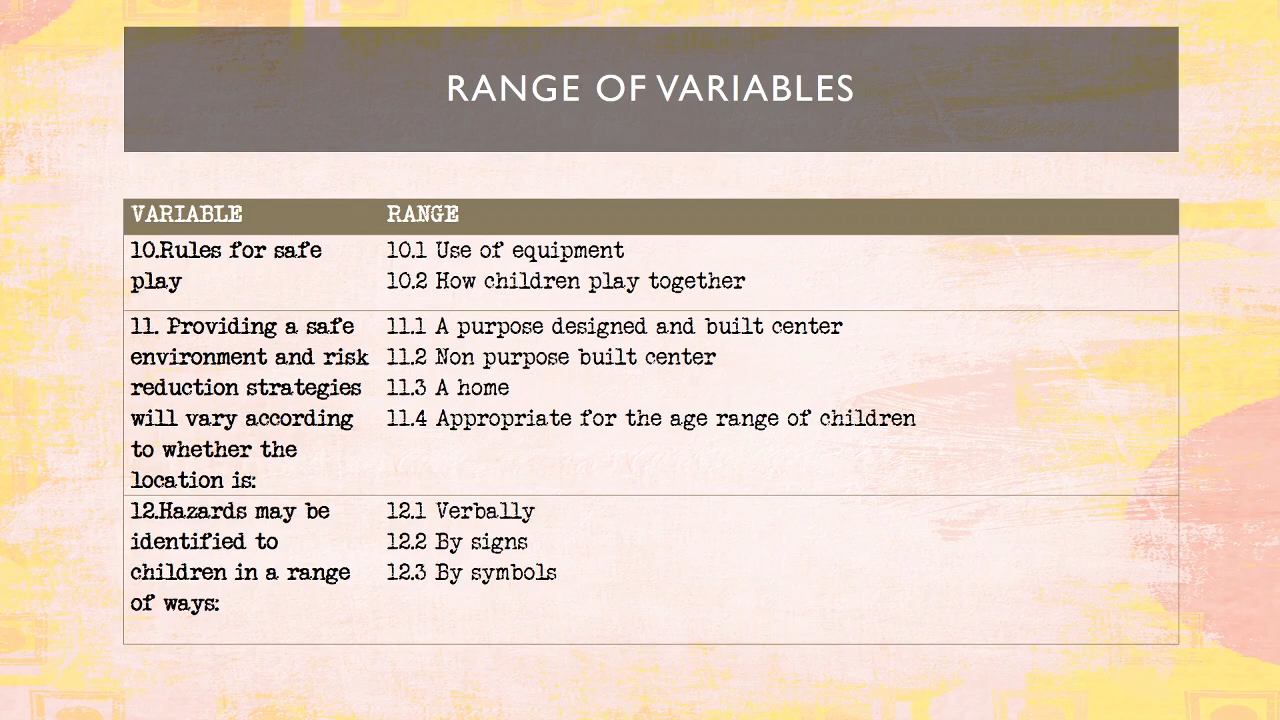 RANGE OF VARIABLES
VARIABLE RANGE
10.Rules for safe play
10.1 Use of equipment
10.2 How children play together
11. Providing a safe
environment and risk
reduction strategies
will vary according
to whether the
location is:
11.1 A purpose designed and built center
11.2 Non purpose built center
11.3 A home
11.4 Appropriate for the age range of children
12.Hazards may be
identified to
children in a range
of ways:
12.1 Verbally
12.2 By signs
12.3 By symbols